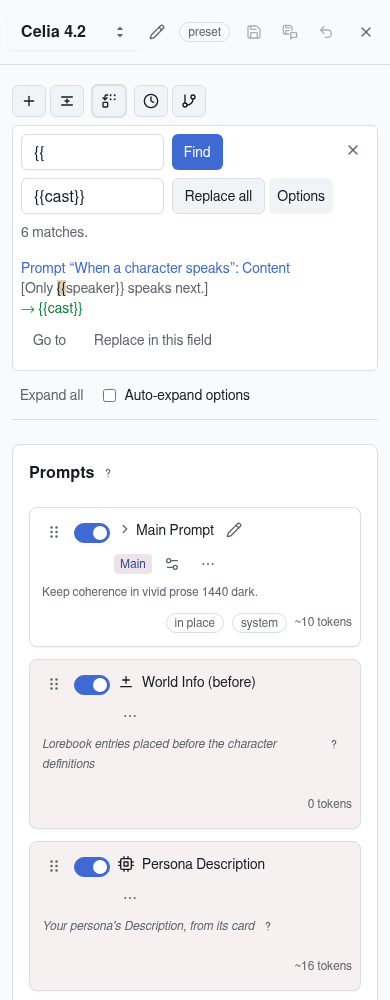 Celia 4.2
preset
{{
Find
{{cast}}
Replace all
Options
6 matches.
Prompt “When a character speaks”: Content
[Only {{speaker}} speaks next.]
→ {{cast}}
Go to
Replace in this field
Expand all
Auto-expand options
Prompts ?
Main Prompt
Main
...
Keep coherence in vivid prose 1440 dark.
in place
system
~10 tokens
World Info (before)
...
Lorebook entries placed before the character ?
definitions
0 tokens
Persona Description
...
Your persona's Description, from its card ?
~16 tokens